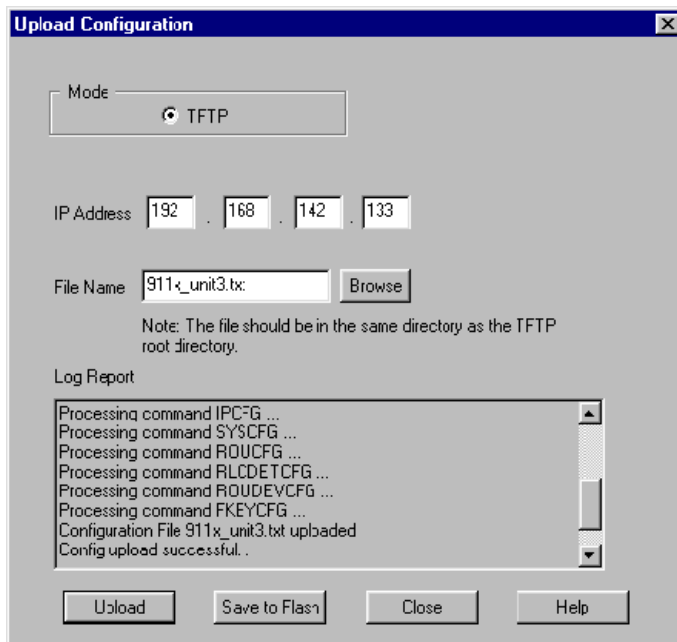 Upload Configuration
Mode
TFTP
IP Address 192 . 168 . 142 . 133
File Name 911x_unit3.tx: Browse
Note: The file should be in the same directory as the TFTP
root directory.
Log Report
Processing command IPCFG ...
Processing command SYSCFG ...
Processing command ROUCFG ...
Processing command RLCDETCFG ...
Processing command ROUDEVCFG ...
Processing command FKEYCFG ...
Configuration File 911x_unit3.txt uploaded
Config upload successful. .
Upload Save to Flash Close Help